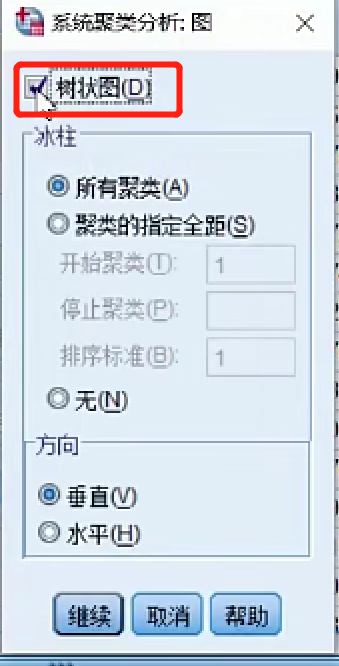 系统聚类分析: 图
树状图(D)
冰柱
所有聚类(A)
聚类的指定全距(S)
开始聚类(T): 1
停止聚类(P):
排序标准(B): 1
无(N)
方向
垂直(V)
水平(H)
继续 取消 帮助